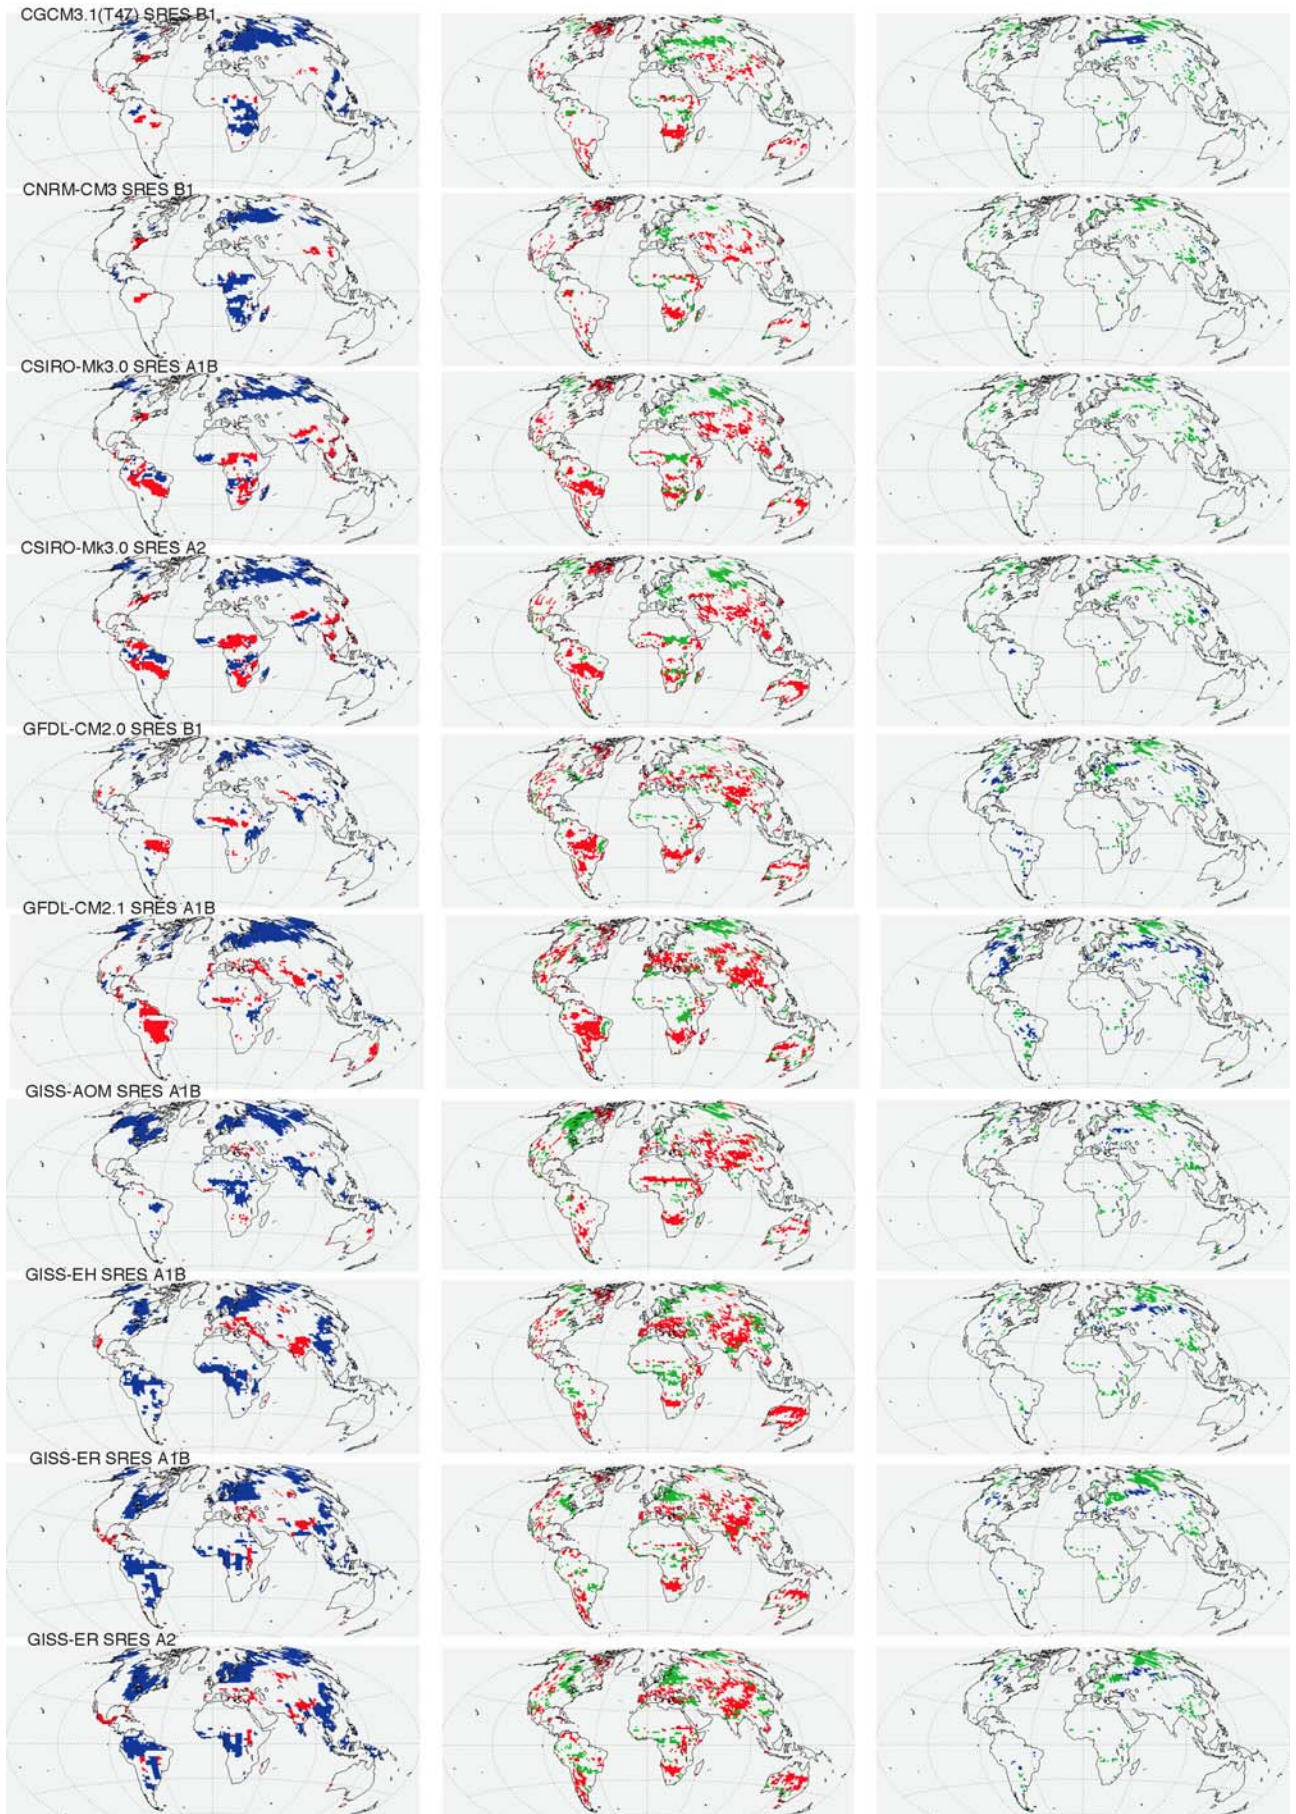 CGCM3.1(T47) SRES B1
CNRM-CM3 SRES B1
CSIRO-Mk3.0 SRES A1B
CSIRO-Mk3.0 SRES A2
GFDL-CM2.0 SRES B1
GFDL-CM2.1 SRES A1B
GISS-AOM SRES A1B
GISS-EH SRES A1B
GISS-ER SRES A1B
GISS-ER SRES A2